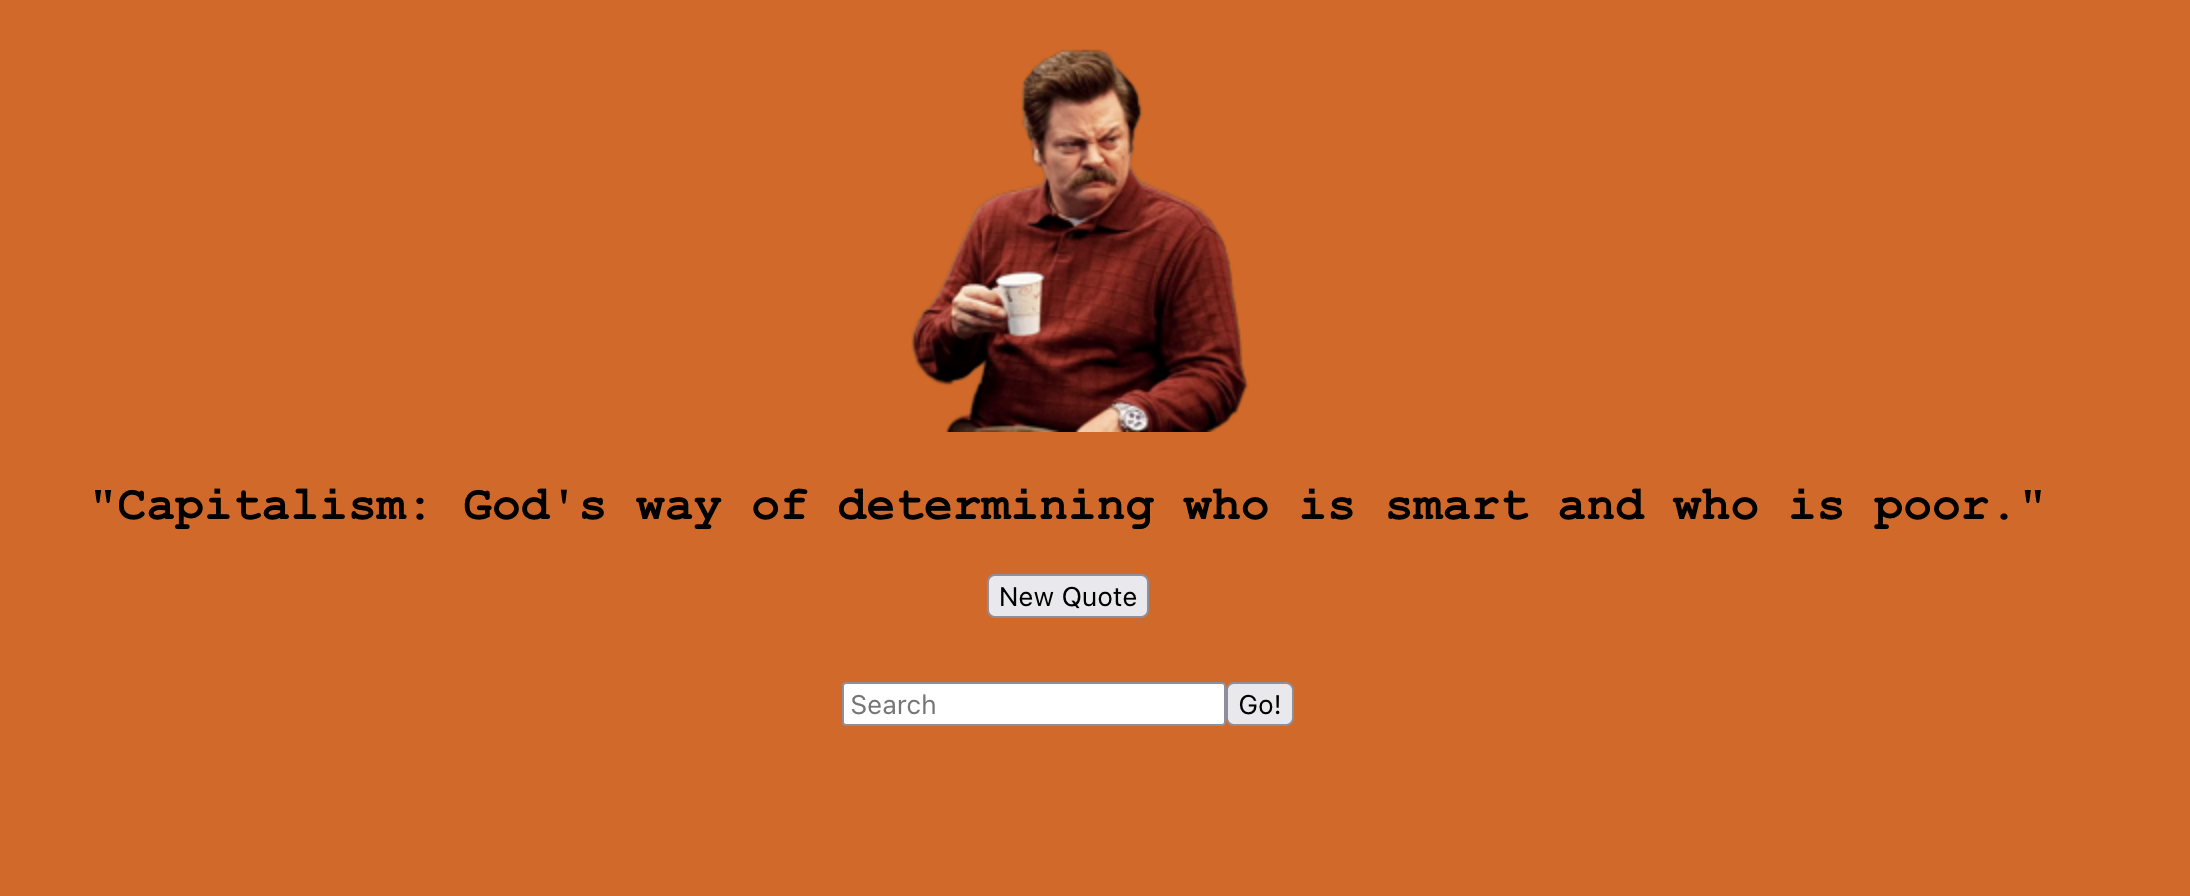 "Capitalism: God's way of determining who is smart and who is poor."
New Quote
Search
Go!